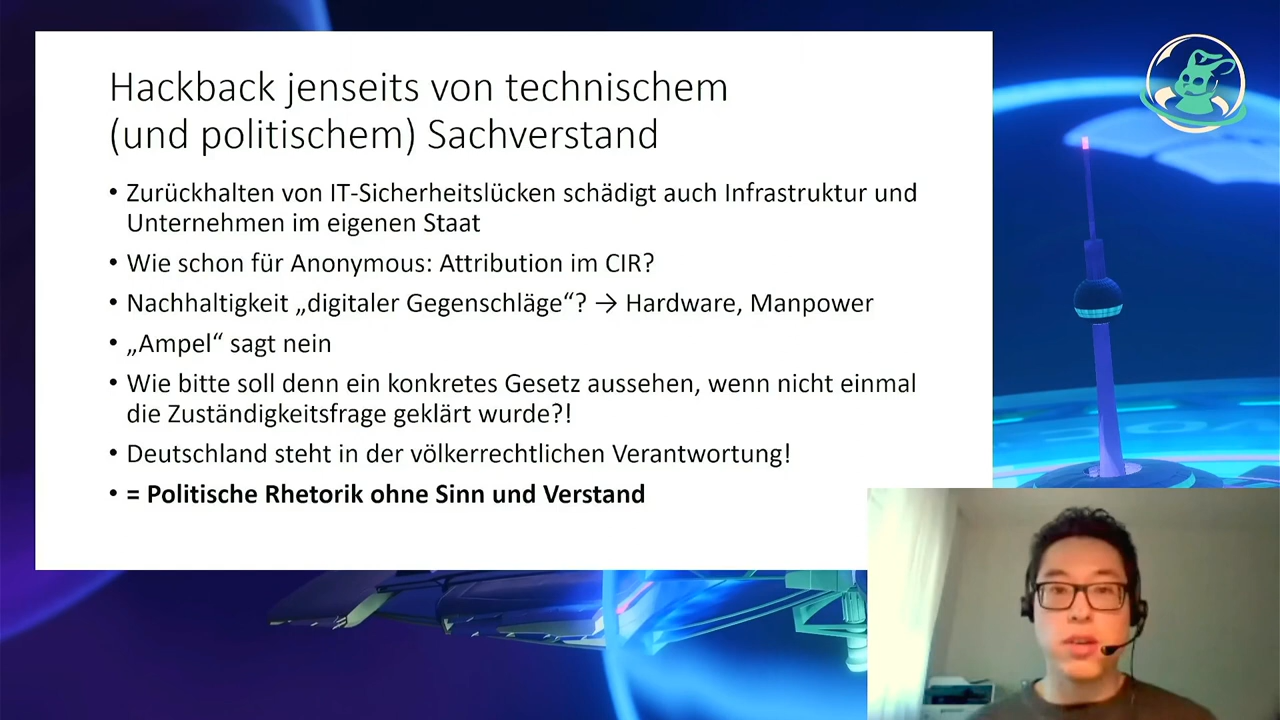 Hackback jenseits von technischem
(und politischem) Sachverstand
• Zurückhalten von IT-Sicherheitslücken schädigt auch Infrastruktur und
Unternehmen im eigenen Staat
• Wie schon für Anonymous: Attribution im CIR?
• Nachhaltigkeit „digitaler Gegenschläge“? → Hardware, Manpower
• „Ampel“ sagt nein
• Wie bitte soll denn ein konkretes Gesetz aussehen, wenn nicht einmal
die Zuständigkeitsfrage geklärt wurde?!
• Deutschland steht in der völkerrechtlichen Verantwortung!
• = Politische Rhetorik ohne Sinn und Verstand